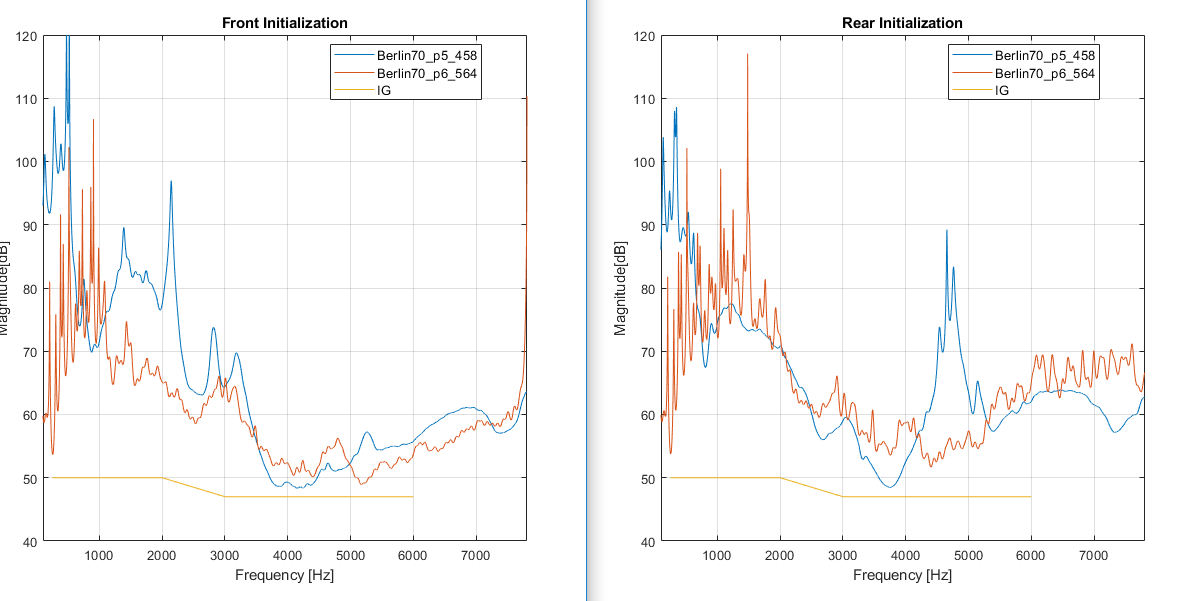 Front Initialization
120
110
100
90
80
70
60
50
40
Magnitude[dB]
Berlin70_p5_458
Berlin70_p6_564
IG
1000 2000 3000 4000 5000 6000 7000
Frequency [Hz]
Rear Initialization
120
110
100
90
80
70
60
50
40
Magnitude[dB]
Berlin70_p5_458
Berlin70_p6_564
IG
1000 2000 3000 4000 5000 6000 7000
Frequency [Hz]